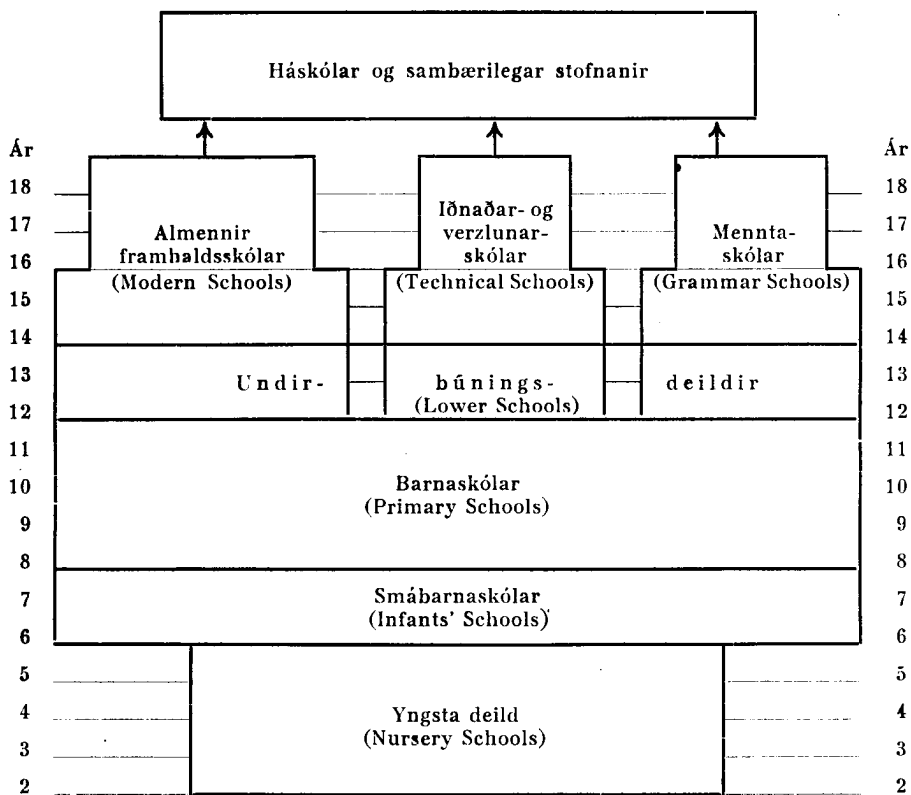 Háskólar og sambærilegar stofnanir
Ár Ár
18 18
Iðnaðar- og
17 Almennir verzlunar- Mennta- 17
framhaldsskólar skólar skólar
16 (Modern Schools) (Technical Schools) (Grammar Schools) 16
15 15
14 14
13 Undir- búnings- deildir 13
(Lower Schools)
12 12
11 11
10 Barnaskólar 10
(Primary Schools)
9 9
8 8
7 Smábarnaskólar 7
(Infants' Schools)
6 6
5 5
4 Yngsta deild 4
(Nursery Schools)
3 3
2 2